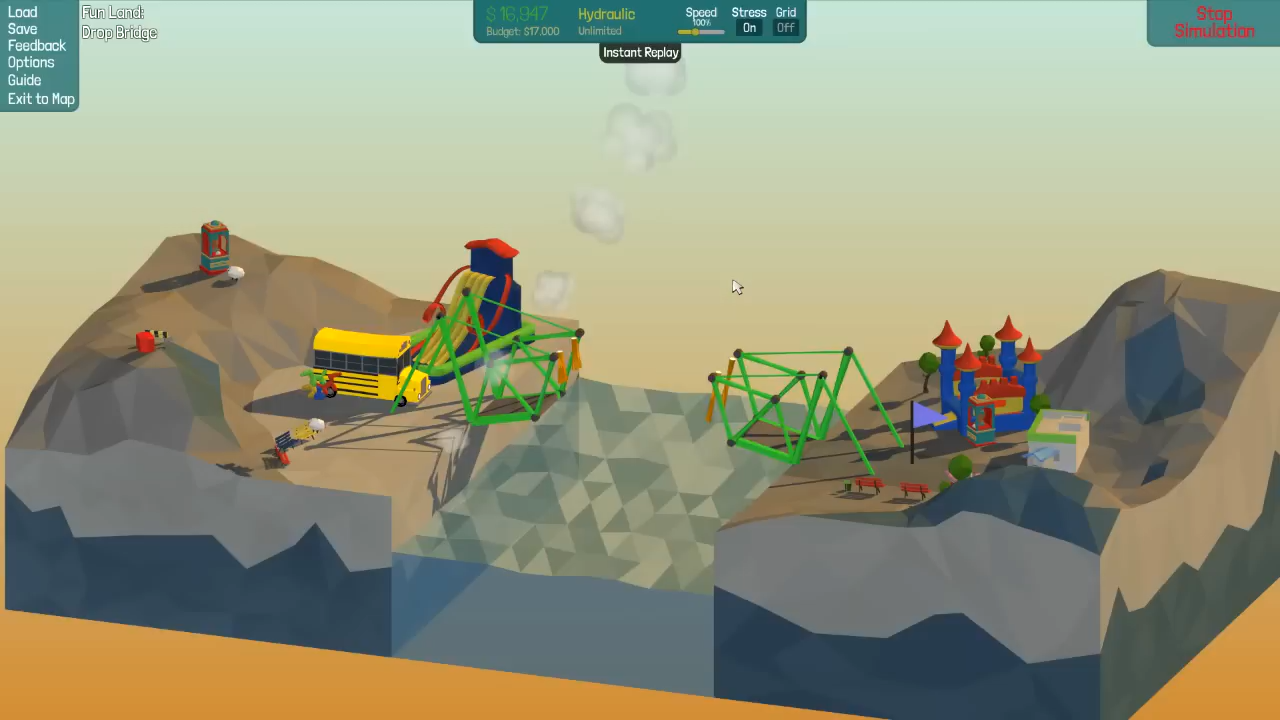 Load
Save
Feedback
Options
Guide
Exit to Map
Fun Land:
Drop Bridge
$ 16,947
Budget: $17,000
Hydraulic
Unlimited
Speed
100%
Stress
On
Grid
Off
Instant Replay
Stop
Simulation